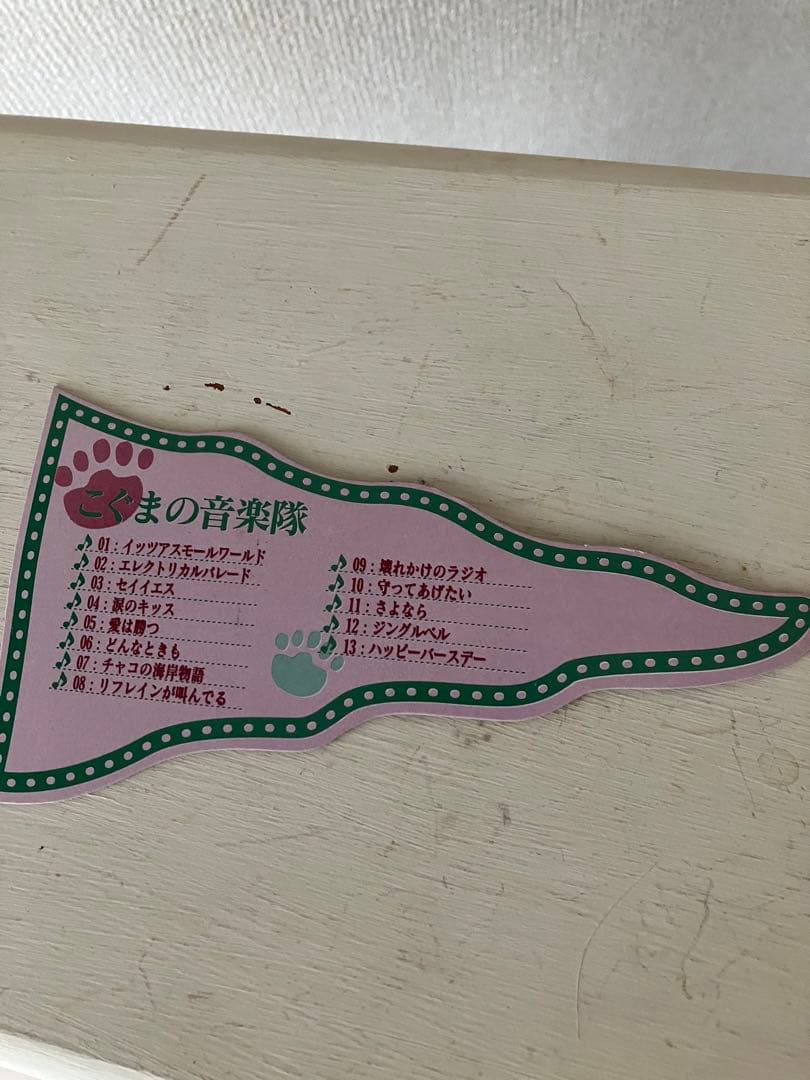 こぐまの音楽隊
01：イッツアスモールワールド
02：エレクトリカルパレード
03：セイイエス
04：涙のキッス
05：愛は勝つ
06：どんなときも
07：チャコの海岸物語
08：リフレインが叫んでる
09：壊れかけのラジオ
10：守ってあげたい
11：さよなら
12：ジングルベル
13：ハッピーバースデー